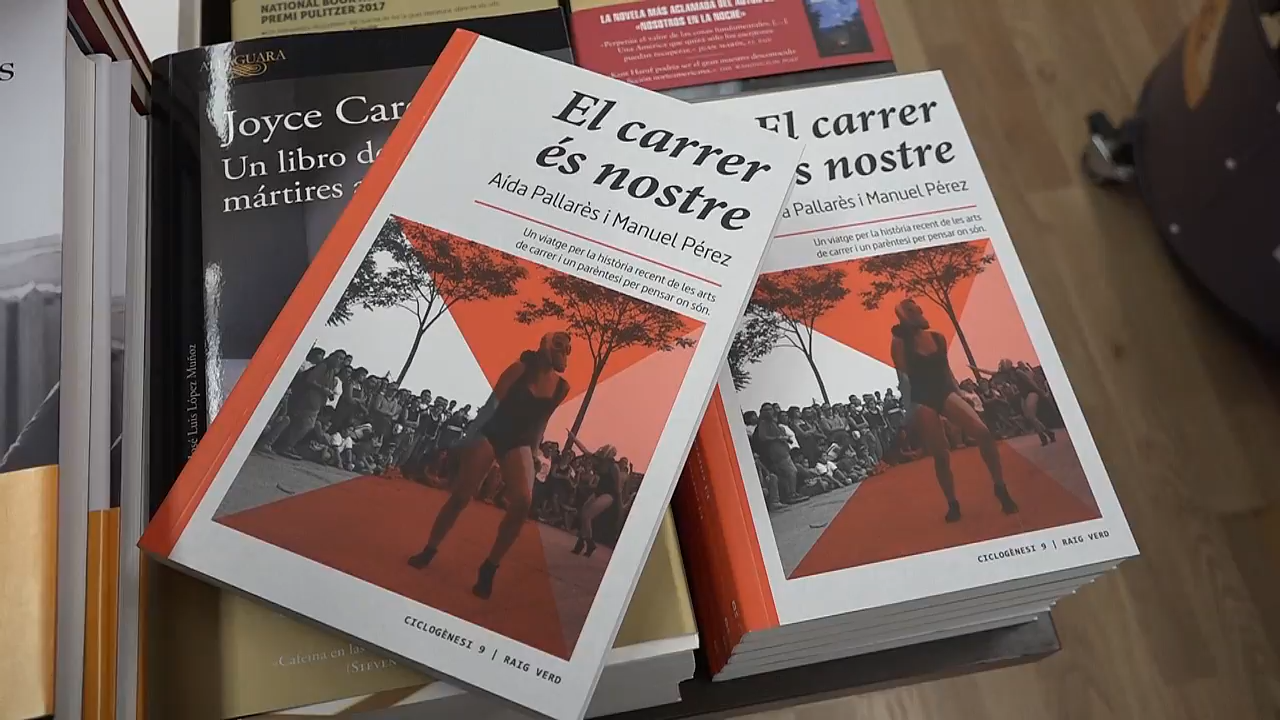 NATIONAL BOOK
PREMI PULITZER 2017
LA NOVELA MÁS ACLAMADA DEL AUTOR DE
«NOSOTROS EN LA NOCHE»
ALFAGUARA
Joyce Car
Un libro de
mártires a
José Luis López Muñoz
«Cafeína en las
(STEVEN
s
El carrer
és nostre
Aída Pallarès i Manuel Pérez
Un viatge per la història recent de les arts
de carrer i un parèntesi per pensar on són.
CICLOGÈNESI 9 | RAIG VERD
El carrer
s nostre
a Pallarès i Manuel Pérez
Un viatge per la història recent de les arts
de carrer i un parèntesi per pensar on són.
CICLOGÈNESI 9 | RAIG VERD